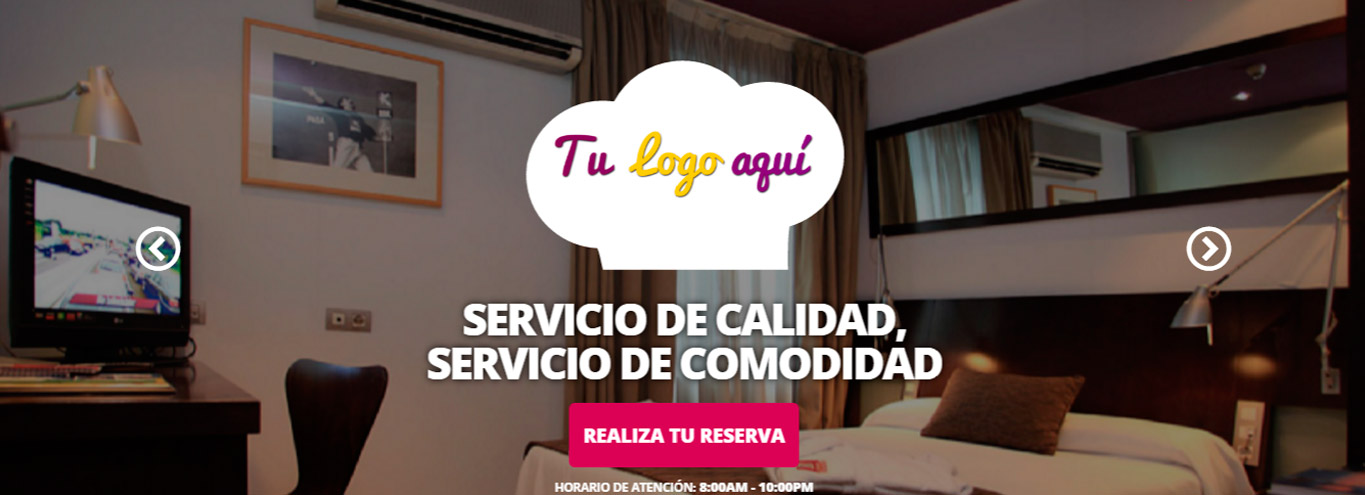 Tu Logo aquí
SERVICIO DE CALIDAD,
SERVICIO DE COMODIDAD
REALIZA TU RESERVA
HORARIO DE ATENCIÓN: 8:00AM - 10:00PM